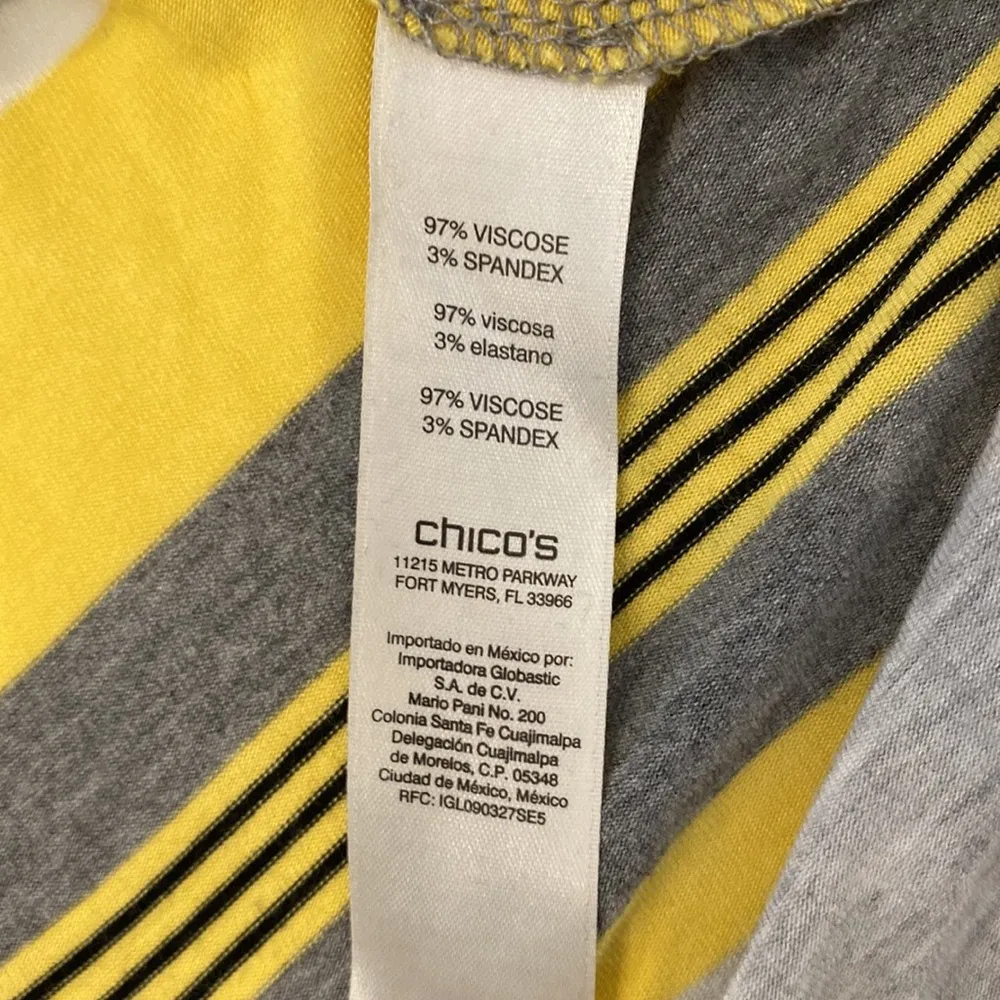 97% VISCOSE
3% SPANDEX
97% viscosa
3% elastano
97% VISCOSE
3% SPANDEX
chico's
11215 METRO PARKWAY
FORT MYERS, FL 33966
Importado en México por:
Importadora Globastic
S.A. de C.V.
Mario Pani No. 200
Colonia Santa Fe Cuajimalpa
Delegación Cuajimalpa
de Morelos, C.P. 05348
Ciudad de México, México
RFC: IGL090327SE5